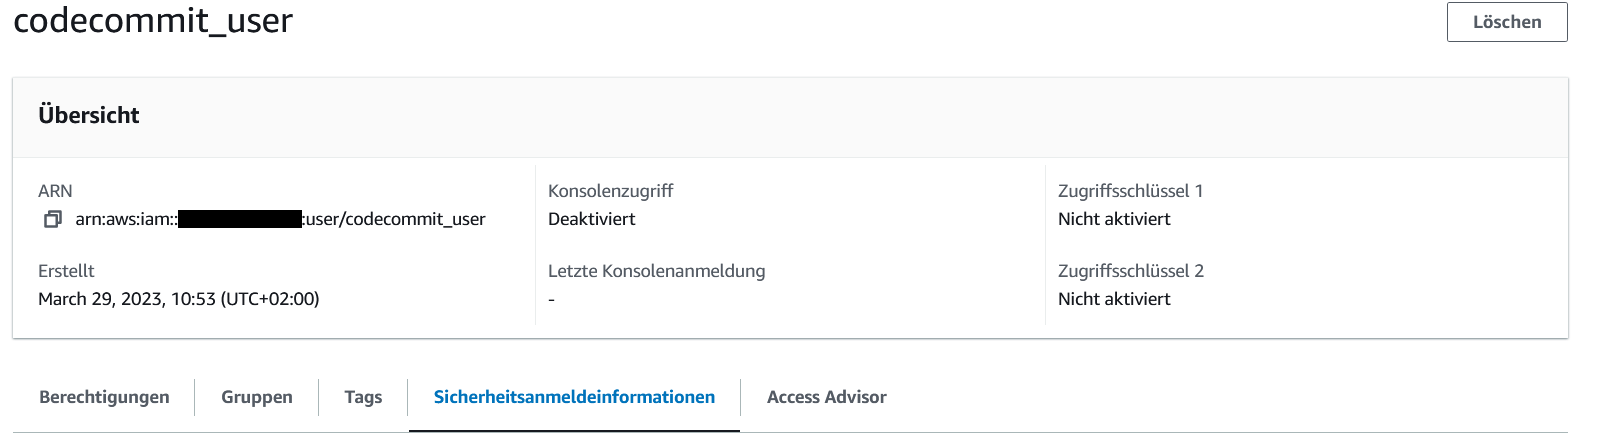 codecommit_user
Löschen
Übersicht
ARN
arn:aws:iam:::user/codecommit_user
Erstellt
March 29, 2023, 10:53 (UTC+02:00)
Konsolenzugriff
Deaktiviert
Letzte Konsolenanmeldung
-
Zugriffsschlüssel 1
Nicht aktiviert
Zugriffsschlüssel 2
Nicht aktiviert
Berechtigungen
Gruppen
Tags
Sicherheitsanmeldeinformationen
Access Advisor